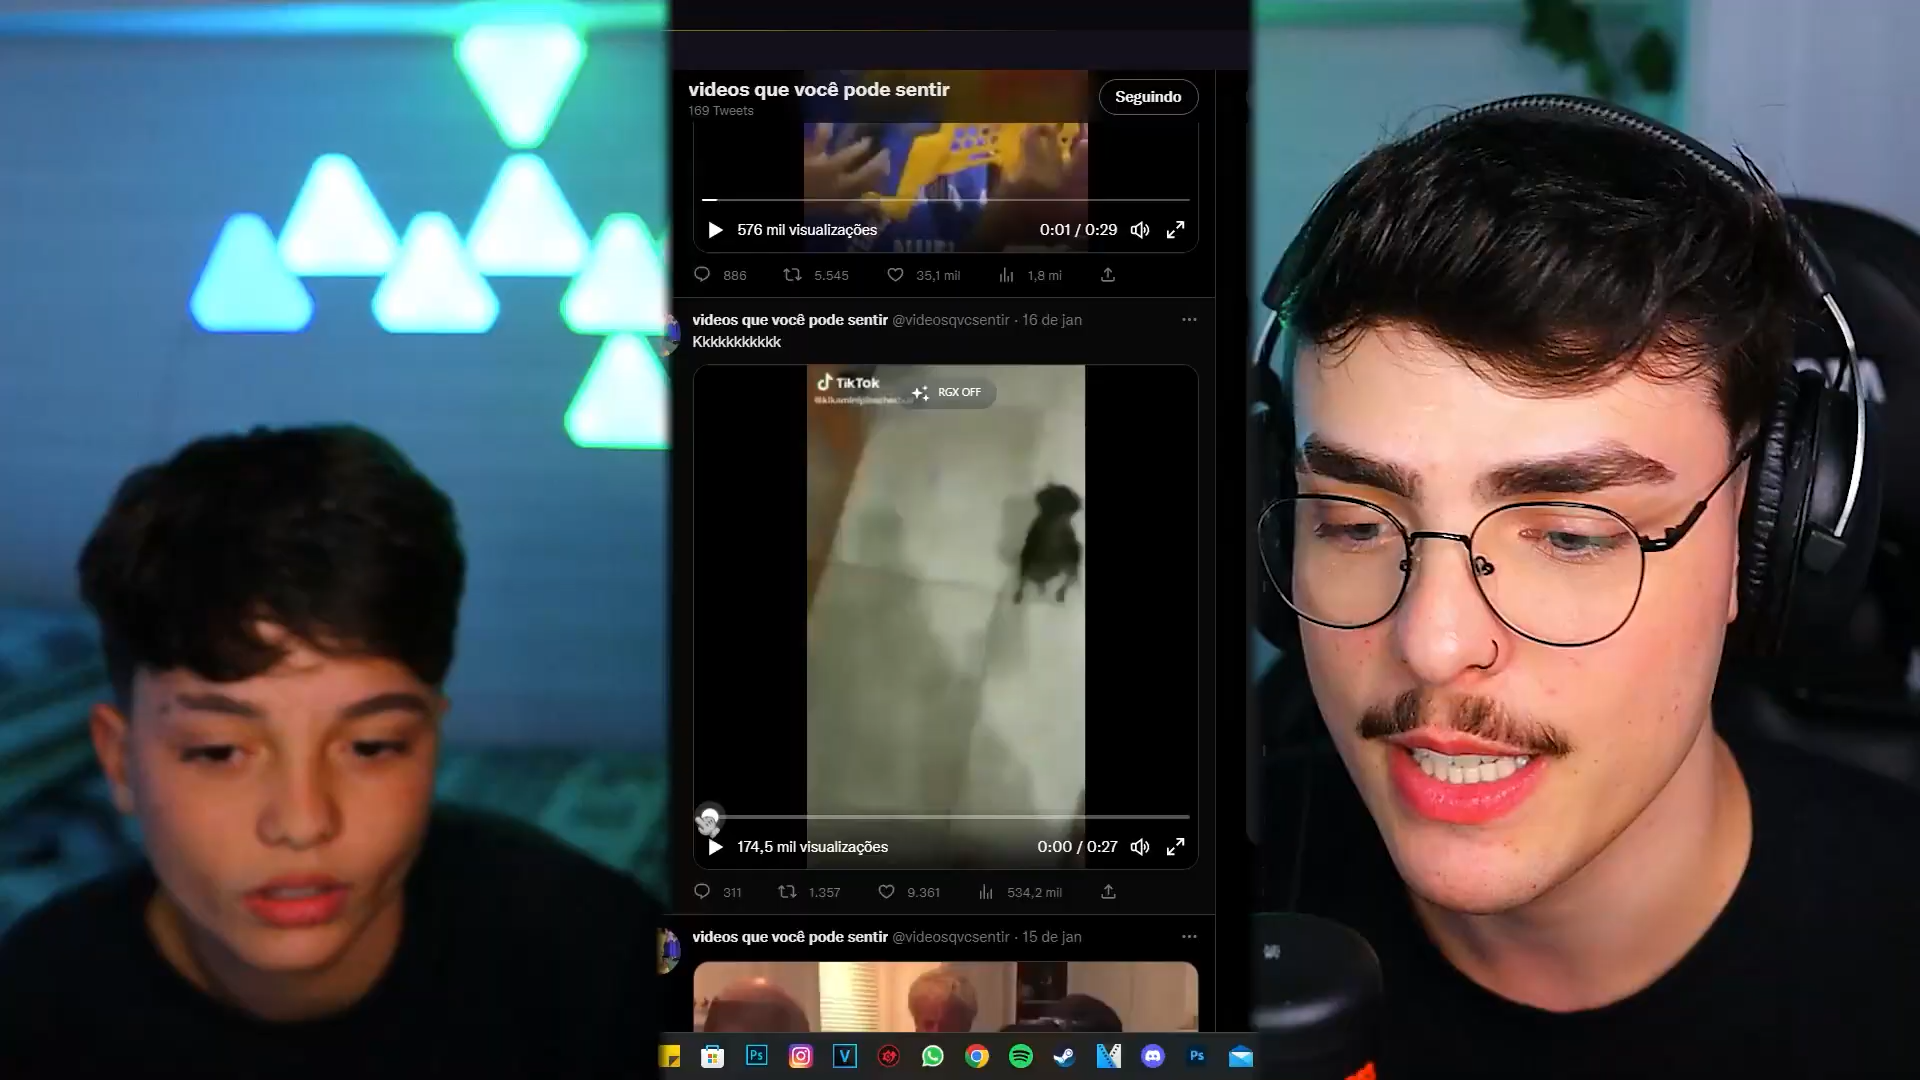 videos que você pode sentir
169 Tweets
Seguindo
576 mil visualizações
0:01 / 0:29
886
5.545
35,1 mil
1,8 mi
videos que você pode sentir @videosqvcsentir · 16 de jan
Kkkkkkkkkkk
TikTok
RGX OFF
174,5 mil visualizações
0:00 / 0:27
311
1.357
9.361
534,2 mil
videos que você pode sentir @videosqvcsentir · 15 de jan
Ps
V
Ps